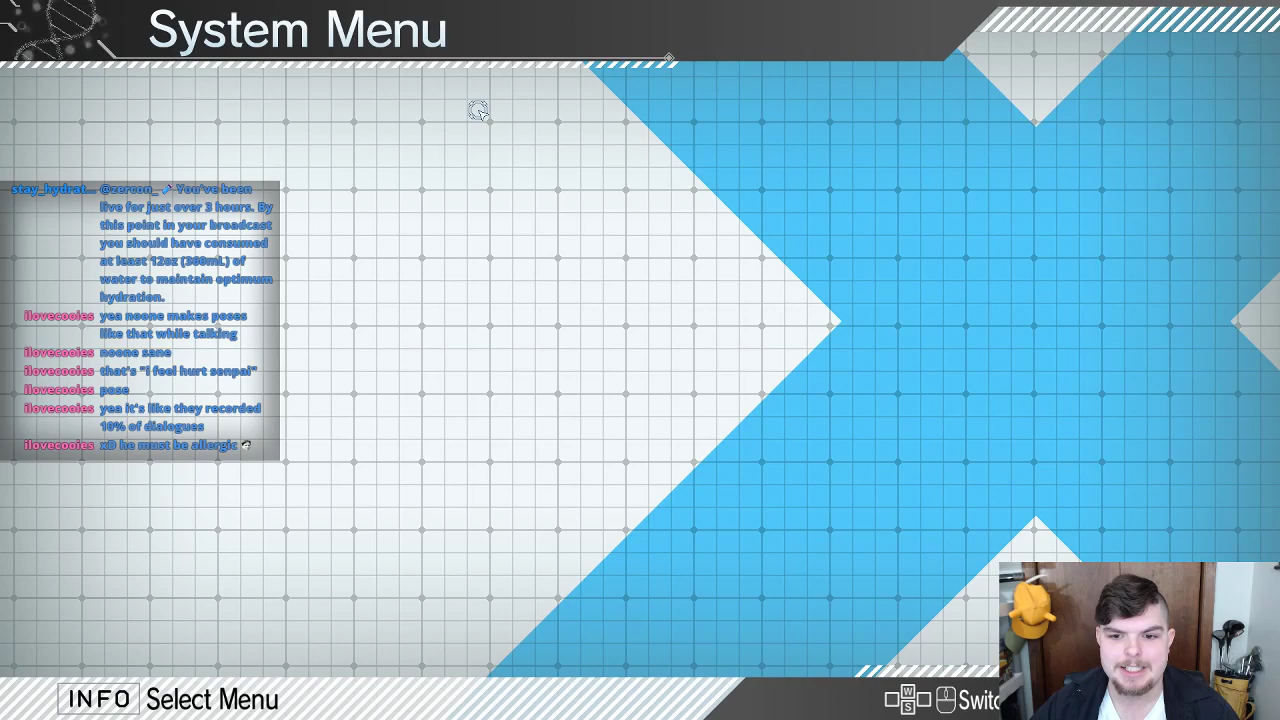 System Menu
stay_hydrat... @zercon_ You've been
live for just over 3 hours. By
this point in your broadcast
you should have consumed
at least 12oz (360mL) of
water to maintain optimum
hydration.
ilovecooies yea noone makes poses
like that while talking
ilovecooies noone sane
ilovecooies that's "i feel hurt senpai"
ilovecooies pose
ilovecooies yea it's like they recorded
10% of dialogues
ilovecooies xD he must be allergic
INFO Select Menu
W
S
Switc